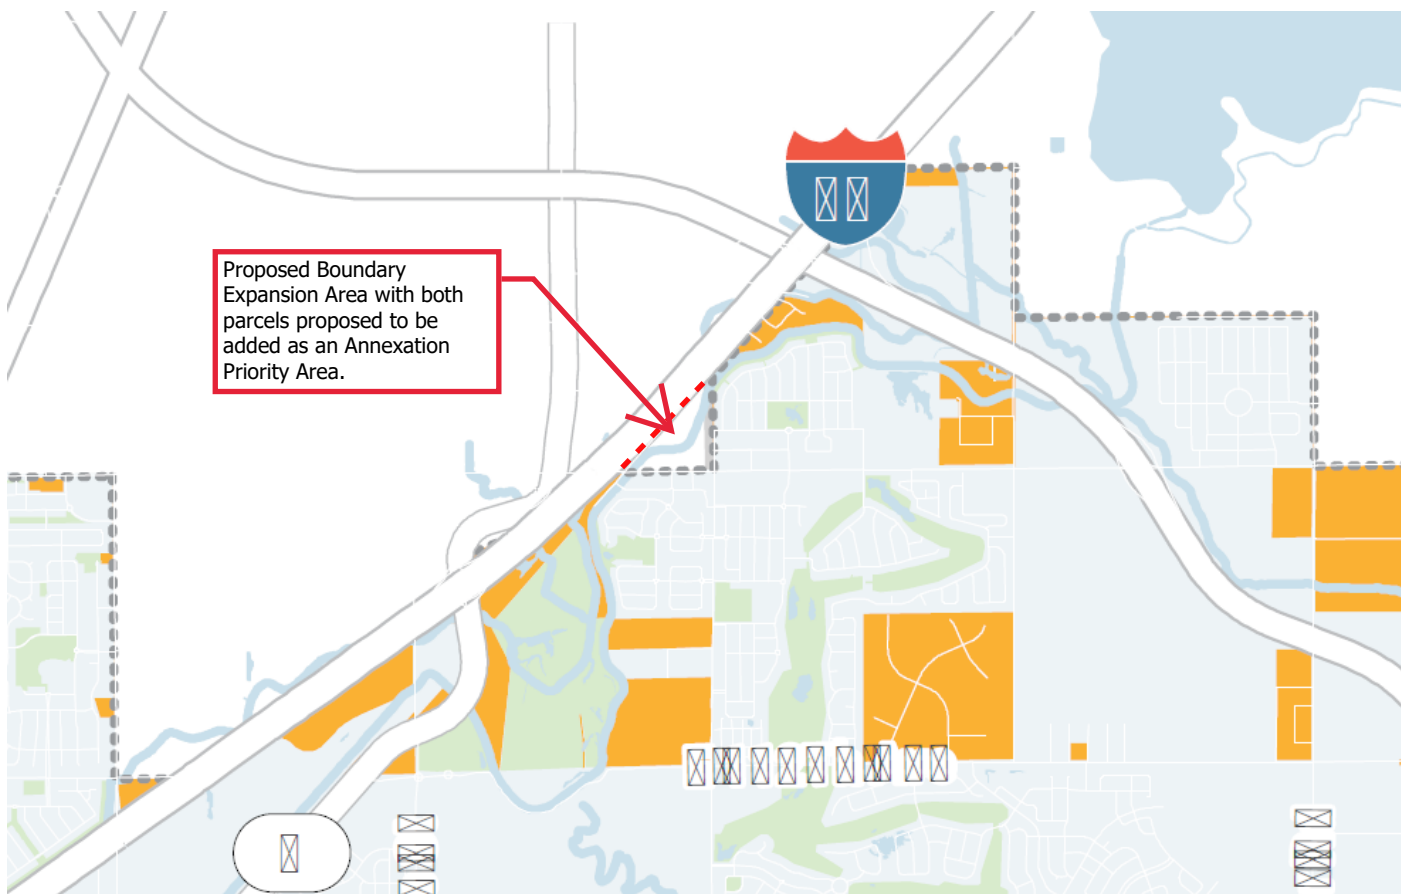 Proposed Boundary
Expansion Area with both
parcels proposed to be
added as an Annexation
Priority Area.